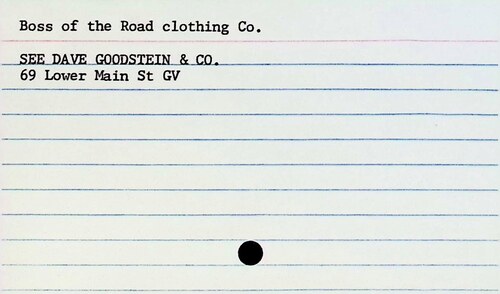 Boss of the Road clothing Co.
SEE DAVE GOODSTEIN & CO.
69 Lower Main St GV